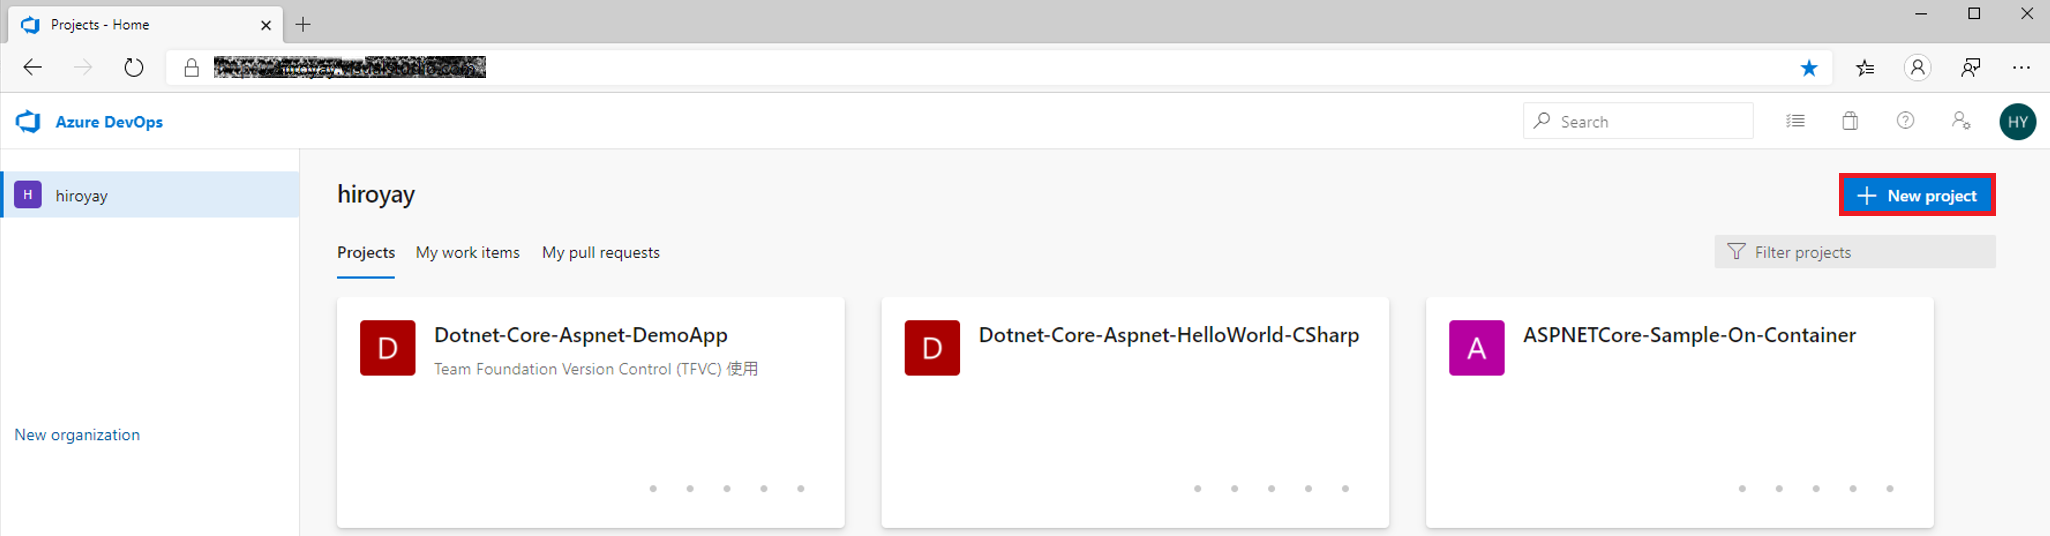 Projects - Home
Azure DevOps
Search
HY
H
hiroyay
hiroyay
New project
Projects
My work items
My pull requests
Filter projects
D
Dotnet-Core-Aspnet-DemoApp
Team Foundation Version Control (TFVC) 使用
D
Dotnet-Core-Aspnet-HelloWorld-CSharp
A
ASPNETCore-Sample-On-Container
New organization